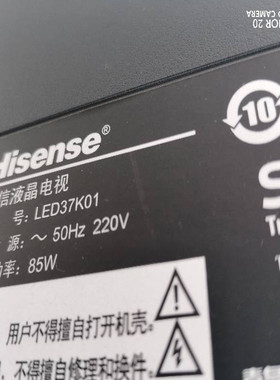 OR 20
CAMERA
Hisense®
信液晶电视
号: LED37K01
源: ～ 50Hz 220V
功率: 85W
10
用户不得擅自打开机壳。
不得擅自修理和换件。